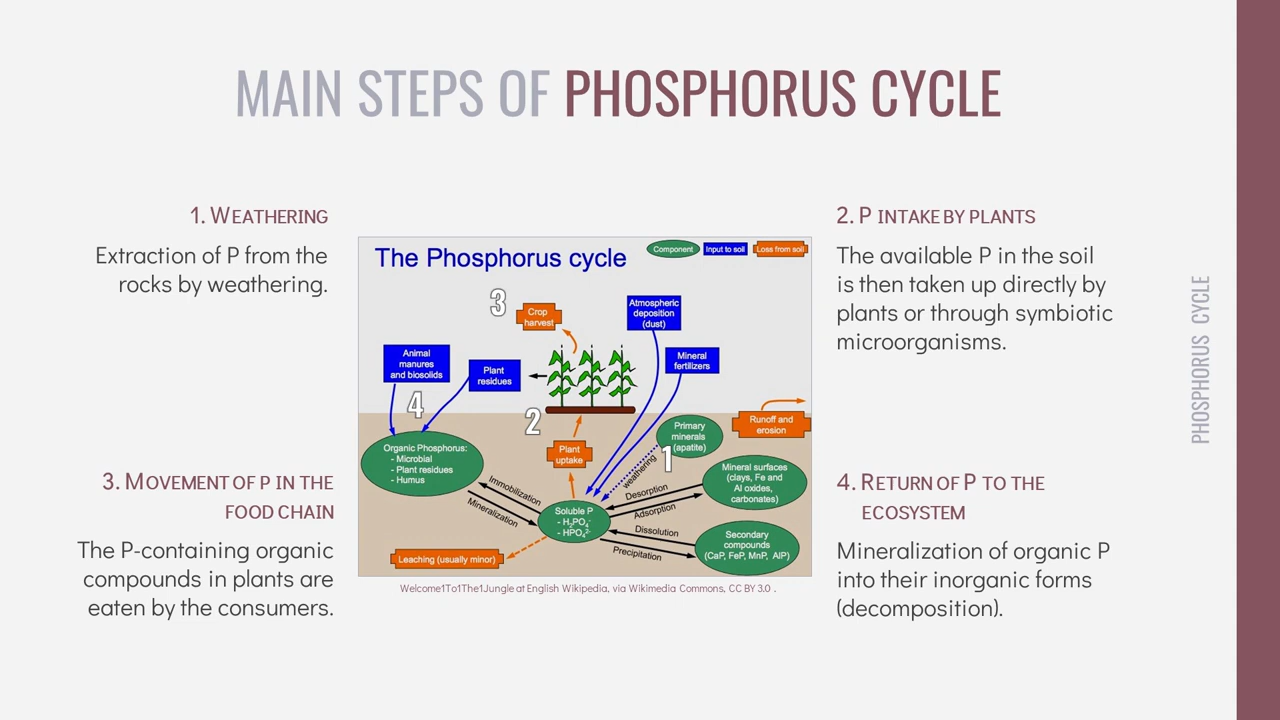 MAIN STEPS OF PHOSPHORUS CYCLE
1. WEATHERING
Extraction of P from the
rocks by weathering.
2. P INTAKE BY PLANTS
The available P in the soil
is then taken up directly by
plants or through symbiotic
microorganisms.
3. MOVEMENT OF P IN THE
FOOD CHAIN
The P-containing organic
compounds in plants are
eaten by the consumers.
4. RETURN OF P TO THE
ECOSYSTEM
Mineralization of organic P
into their inorganic forms
(decomposition).
The Phosphorus cycle
Component
Input to soil
Loss from soil
3
Crop
harvest
Atmospheric
deposition
(dust)
Animal
manures
and biosolids
Plant
residues
Mineral
fertilizers
4
2
Runoff and
erosion
Primary
minerals
(apatite)
1
Plant
uptake
weathering
Organic Phosphorus:
- Microbial
- Plant residues
- Humus
Mineral surfaces
(clays, Fe and
Al oxides,
carbonates)
Immobilization
Mineralization
Desorption
Adsorption
Soluble P
- H₂PO₄⁻
- HPO₄²⁻
Dissolution
Precipitation
Secondary
compounds
(CaP, FeP, MnP, AlP)
Leaching (usually minor)
Welcome1To1The1Jungle at English Wikipedia, via Wikimedia Commons, CC BY 3.0 .
PHOSPHORUS CYCLE